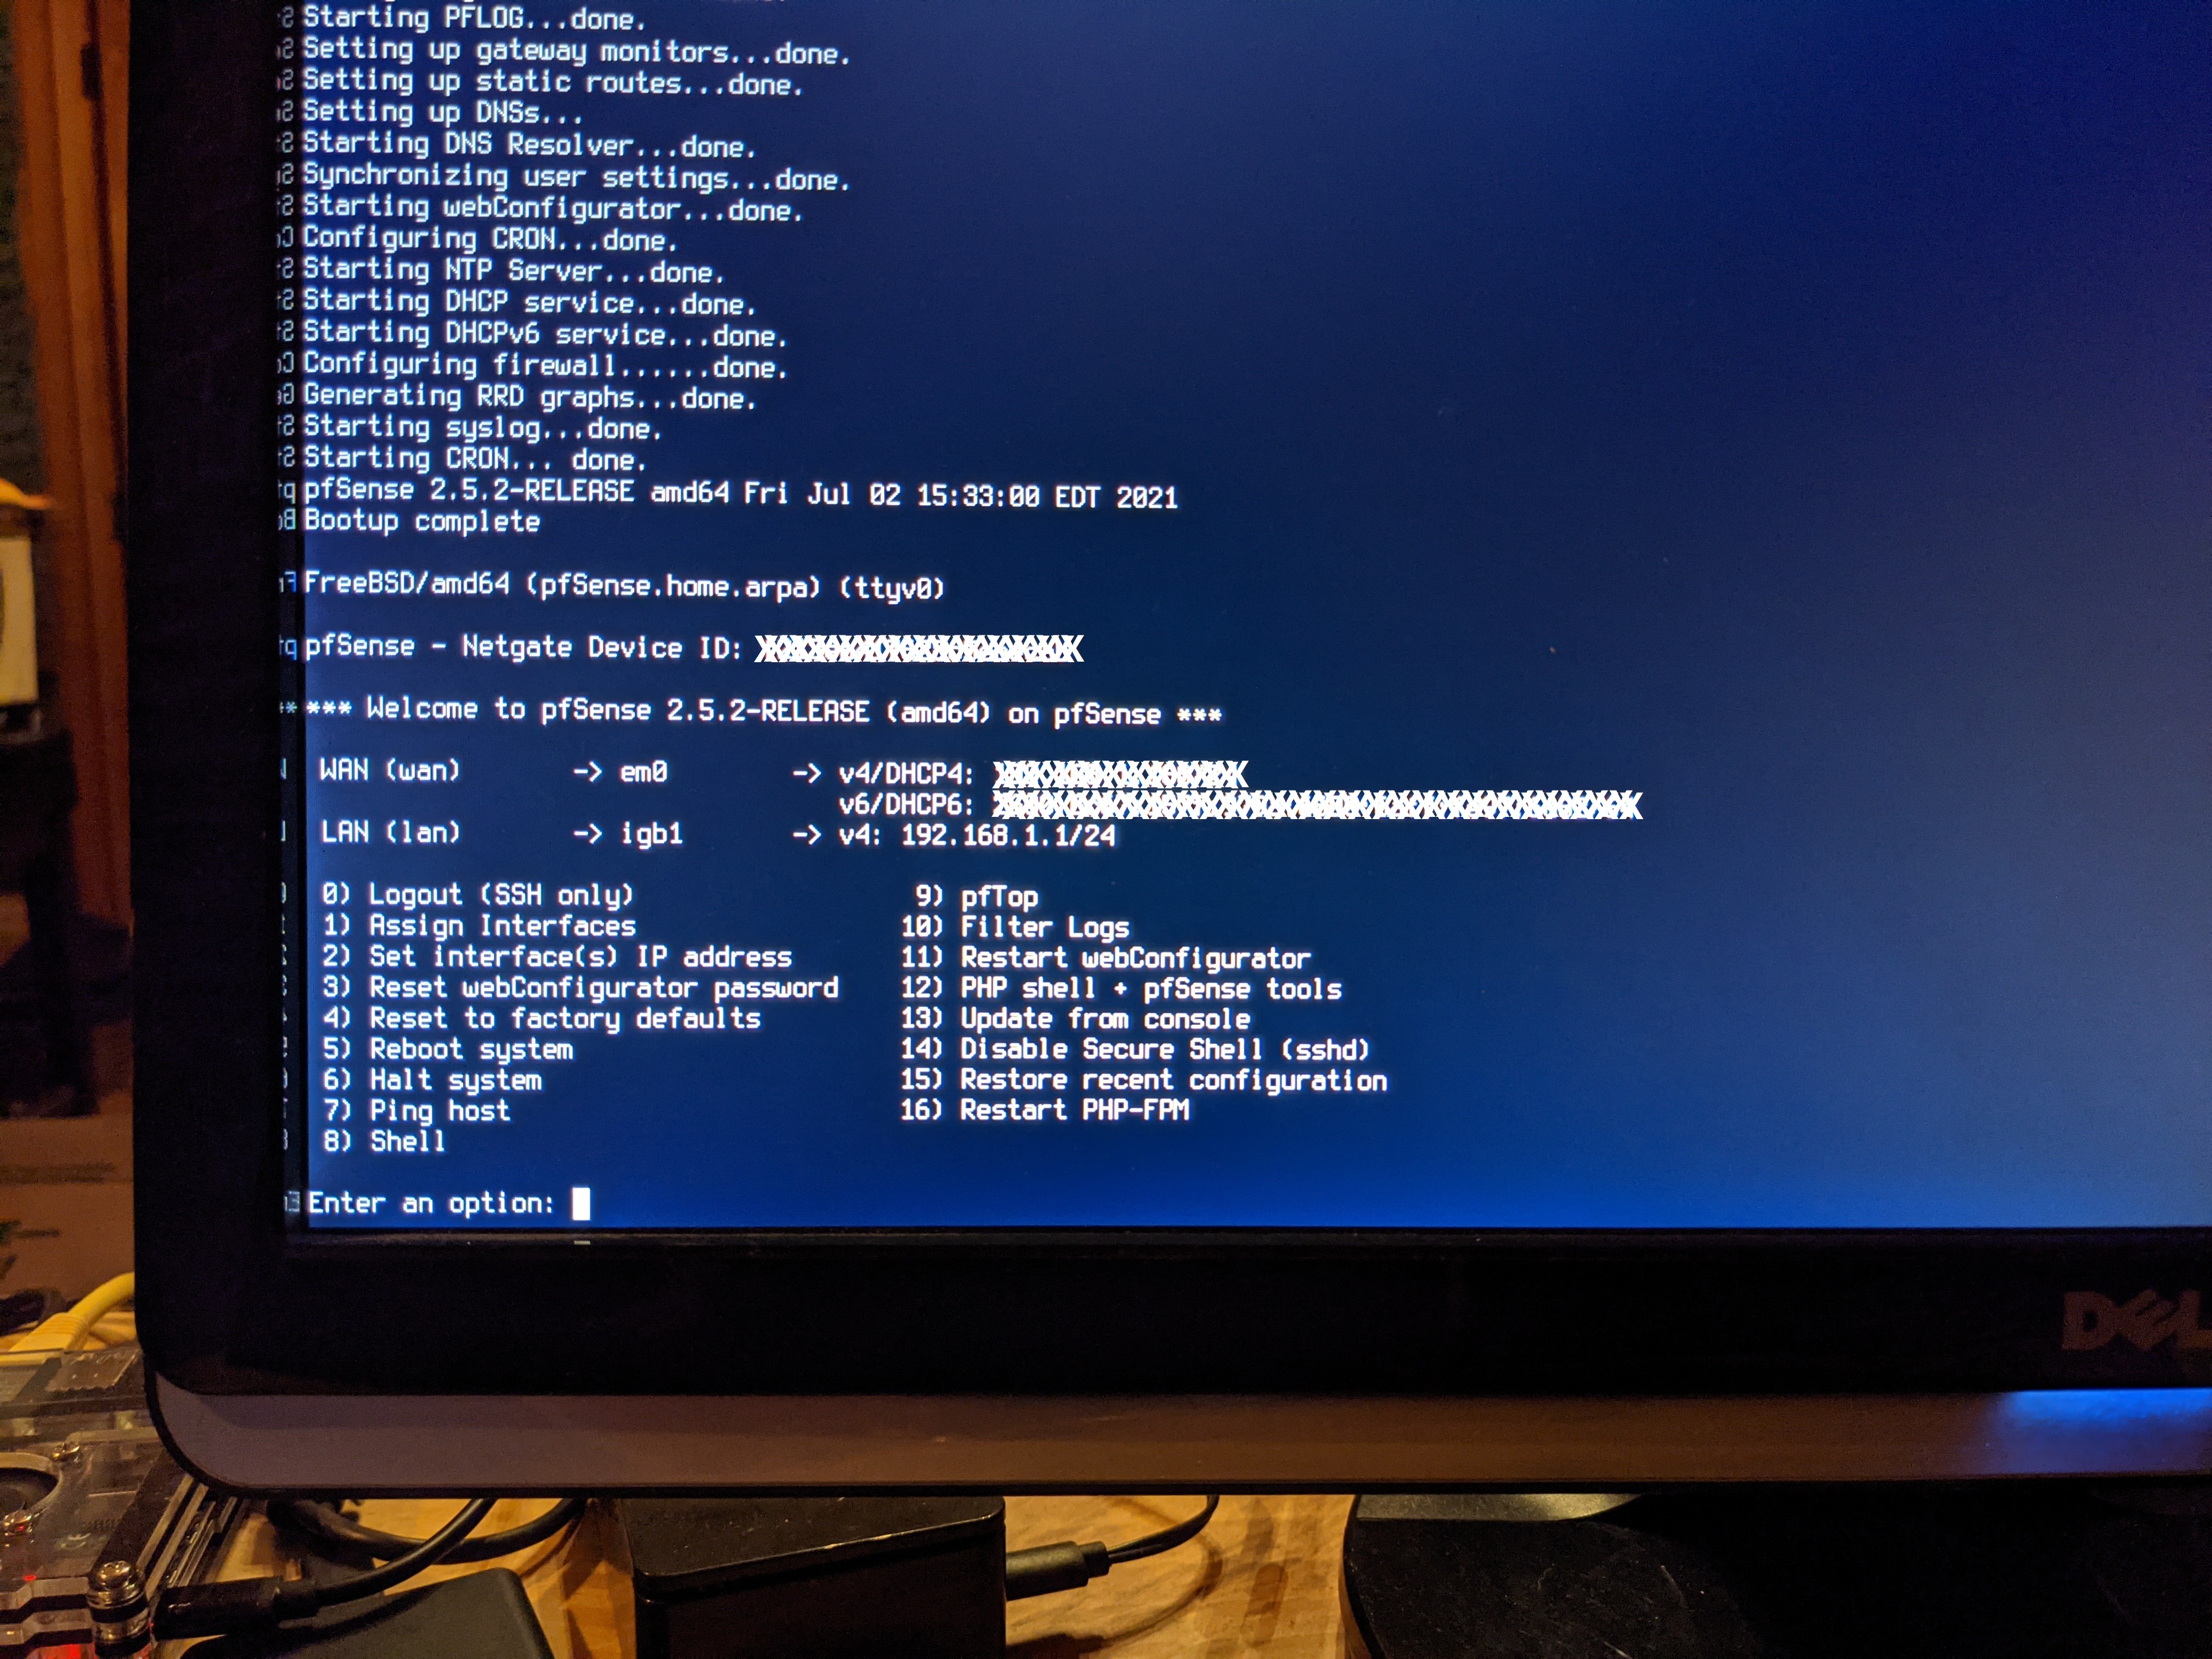 Starting PFLOG...done.
Setting up gateway monitors...done.
Setting up static routes...done.
Setting up DNSs...
Starting DNS Resolver...done.
Synchronizing user settings...done.
Starting webConfigurator...done.
Configuring CRON...done.
Starting NTP Server...done.
Starting DHCP service...done.
Starting DHCPv6 service...done.
Configuring firewall......done.
Generating RRD graphs...done.
Starting syslog...done.
Starting CRON... done.
pfSense 2.5.2-RELEASE amd64 Fri Jul 02 15:33:00 EDT 2021
Bootup complete
FreeBSD/amd64 (pfSense.home.arpa) (ttyv0)
pfSense - Netgate Device ID:
*** Welcome to pfSense 2.5.2-RELEASE (amd64) on pfSense ***
WAN (wan) -> em0 -> v4/DHCP4:
v6/DHCP6:
LAN (lan) -> igb1 -> v4: 192.168.1.1/24
0) Logout (SSH only) 9) pfTop
1) Assign Interfaces 10) Filter Logs
2) Set interface(s) IP address 11) Restart webConfigurator
3) Reset webConfigurator password 12) PHP shell + pfSense tools
4) Reset to factory defaults 13) Update from console
5) Reboot system 14) Disable Secure Shell (sshd)
6) Halt system 15) Restore recent configuration
7) Ping host 16) Restart PHP-FPM
8) Shell
Enter an option:
DEL